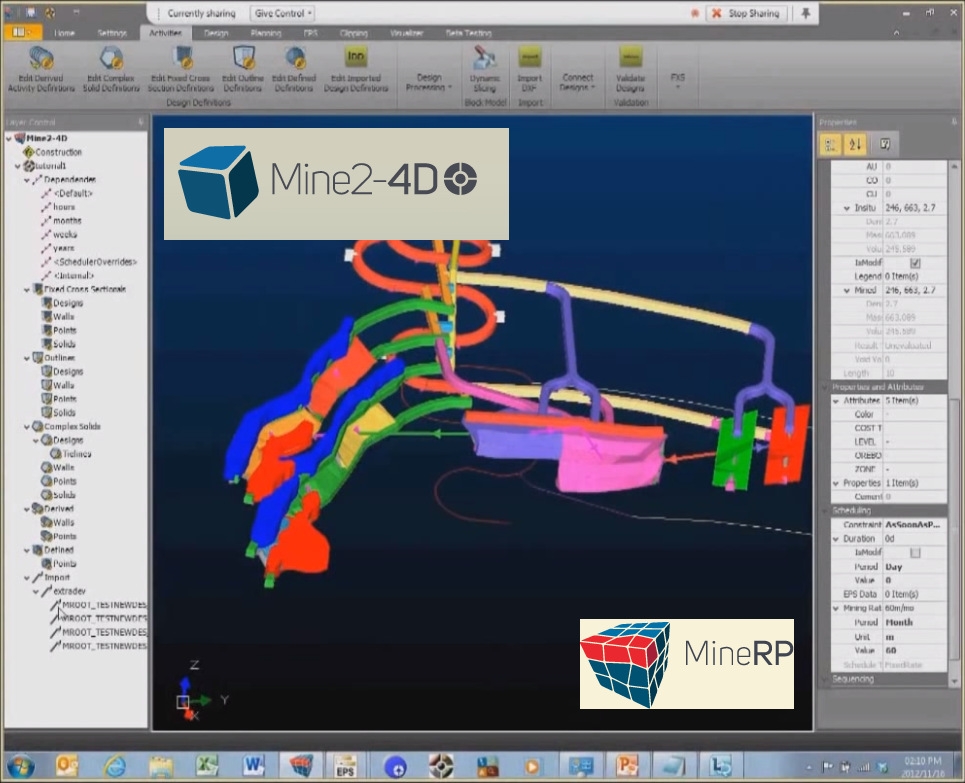 Currently sharing
Give Control
Stop Sharing
Home
Settings
Activities
Design
Planning
EPS
Clipping
Visualizer
Beta Testing
Edit Derived Activity Definitions
Edit Complex Solid Definitions
Edit Fixed Cross Section Definitions
Edit Outline Definitions
Edit Defined Definitions
Edit Imported Design Definitions
Design Processing
Dynamic Slicing
Import DXF
Connect Designs
Validate Designs
Design Definitions
Block Model
Import
Validation
Layer Control
Properties
Mine2-4D
Construction
tutorial1
Dependencies
<Default>
hours
months
weeks
years
<SchedulerOverrides>
<Internal>
Fixed Cross Sectionals
Designs
Walls
Points
Solids
Outlines
Designs
Walls
Points
Solids
Complex Solids
Designs
Tielines
Walls
Points
Solids
Derived
Walls
Points
Defined
Points
Import
extradev
MROOT_TESTNEWDES
MROOT_TESTNEWDES
MROOT_TESTNEWDES
MROOT_TESTNEWDES
Mine2-4D
MineRP
Z
Y
X
AU 0
CO 0
CU 0
Insitu 246, 663, 2.7
Den 2.7
Mas 663.089
Volu 245.589
IsModif
Legend 0 Item(s)
Mined 246, 663, 2.7
Den 2.7
Mas 663.089
Volu 245.589
Result Unevaluated
Void Vo 0
Length 10
Properties and Attributes
Attributes 5 Item(s)
Color -
COST T
LEVEL -
OREBO
ZONE -
Properties 1 Item(s)
Cement 0
Scheduling
Constraint AsSoonAsP...
Duration 0d
IsModif
Period Day
Value 0
EPS Data 0 Item(s)
Mining Rat 60m/mo
Period Month
Unit m
Value 60
Schedule T FixedRate
Sequencing
EPS
02:10 PM
2012/11/16